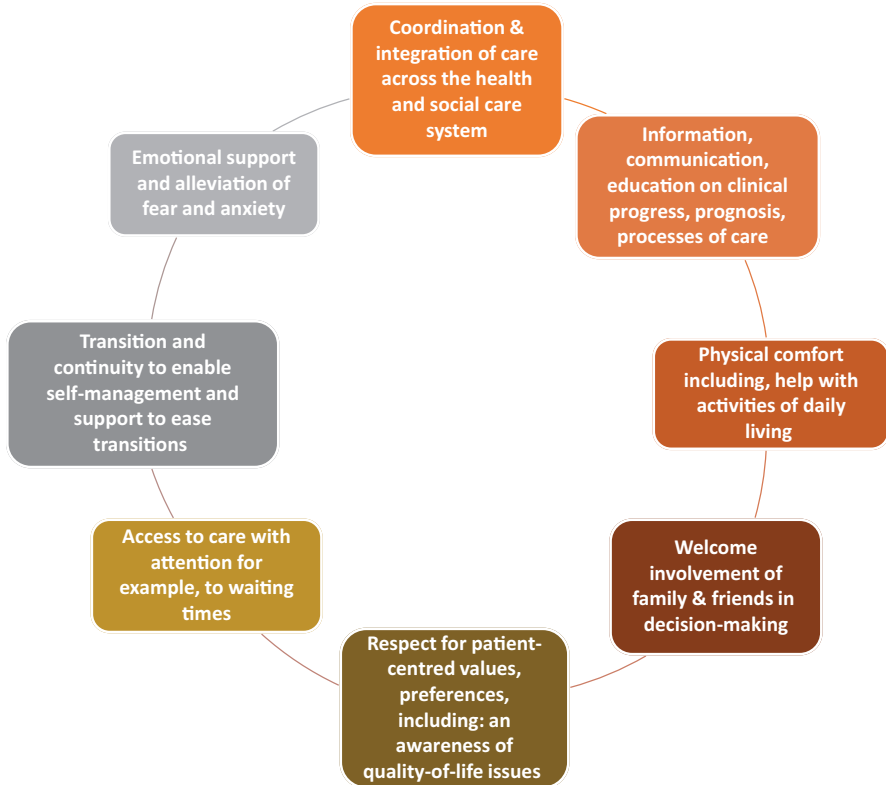 Coordination &
integration of care
across the health
and social care
system
Information,
communication,
education on clinical
progress, prognosis,
processes of care
Physical comfort
including, help with
activities of daily
living
Welcome
involvement of
family & friends in
decision-making
Respect for patient-
centred values,
preferences,
including: an
awareness of
quality-of-life issues
Access to care with
attention for
example, to waiting
times
Transition and
continuity to enable
self-management and
support to ease
transitions
Emotional support
and alleviation of
fear and anxiety